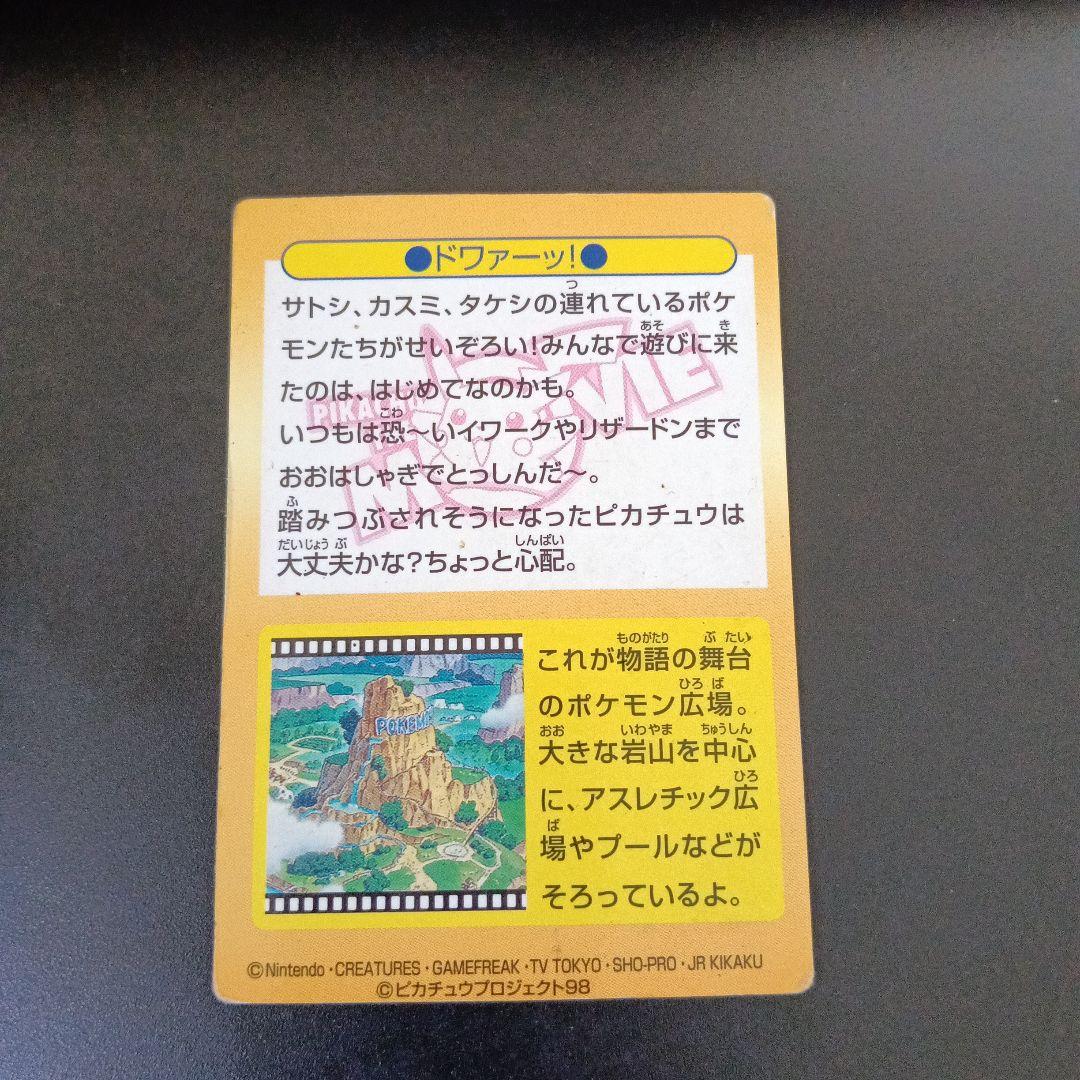 ●ドワァーッ!●
サトシ、カスミ、タケシの連れているポケ
モンたちがせいぞろい!みんなで遊びに来
たのは、はじめてなのかも。
いつもは恐〜いイワークやリザードンまで
おおはしゃぎでとっしんだ〜。
踏みつぶされそうになったピカチュウは
大丈夫かな?ちょっと心配。
PIKACHU
MOVIE
POKEM
これが物語の舞台
のポケモン広場。
大きな岩山を中心
に、アスレチック広
場やプールなどが
そろっているよ。
©Nintendo・CREATURES・GAMEFREAK・TV TOKYO・SHO-PRO・JR KIKAKU
©ピカチュウプロジェクト98